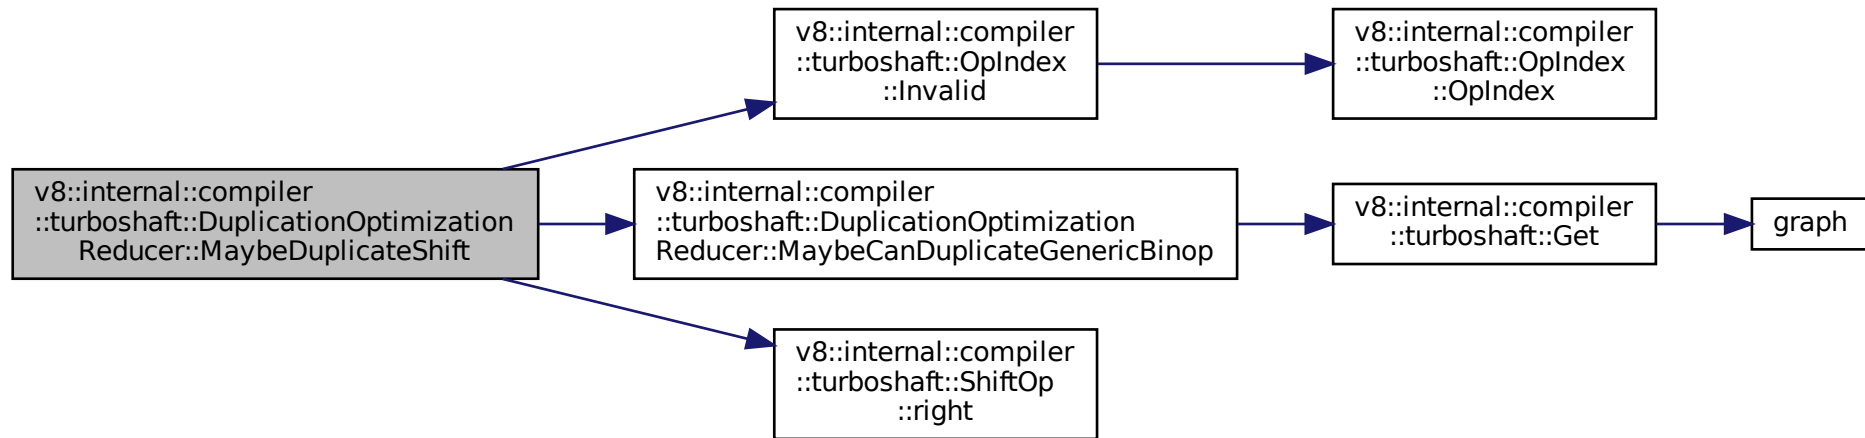 v8::internal::compiler
::turboshaft::DuplicationOptimization
Reducer::MaybeDuplicateShift
v8::internal::compiler
::turboshaft::OpIndex
::Invalid
v8::internal::compiler
::turboshaft::OpIndex
::OpIndex
v8::internal::compiler
::turboshaft::DuplicationOptimization
Reducer::MaybeCanDuplicateGenericBinop
v8::internal::compiler
::turboshaft::Get
graph
v8::internal::compiler
::turboshaft::ShiftOp
::right